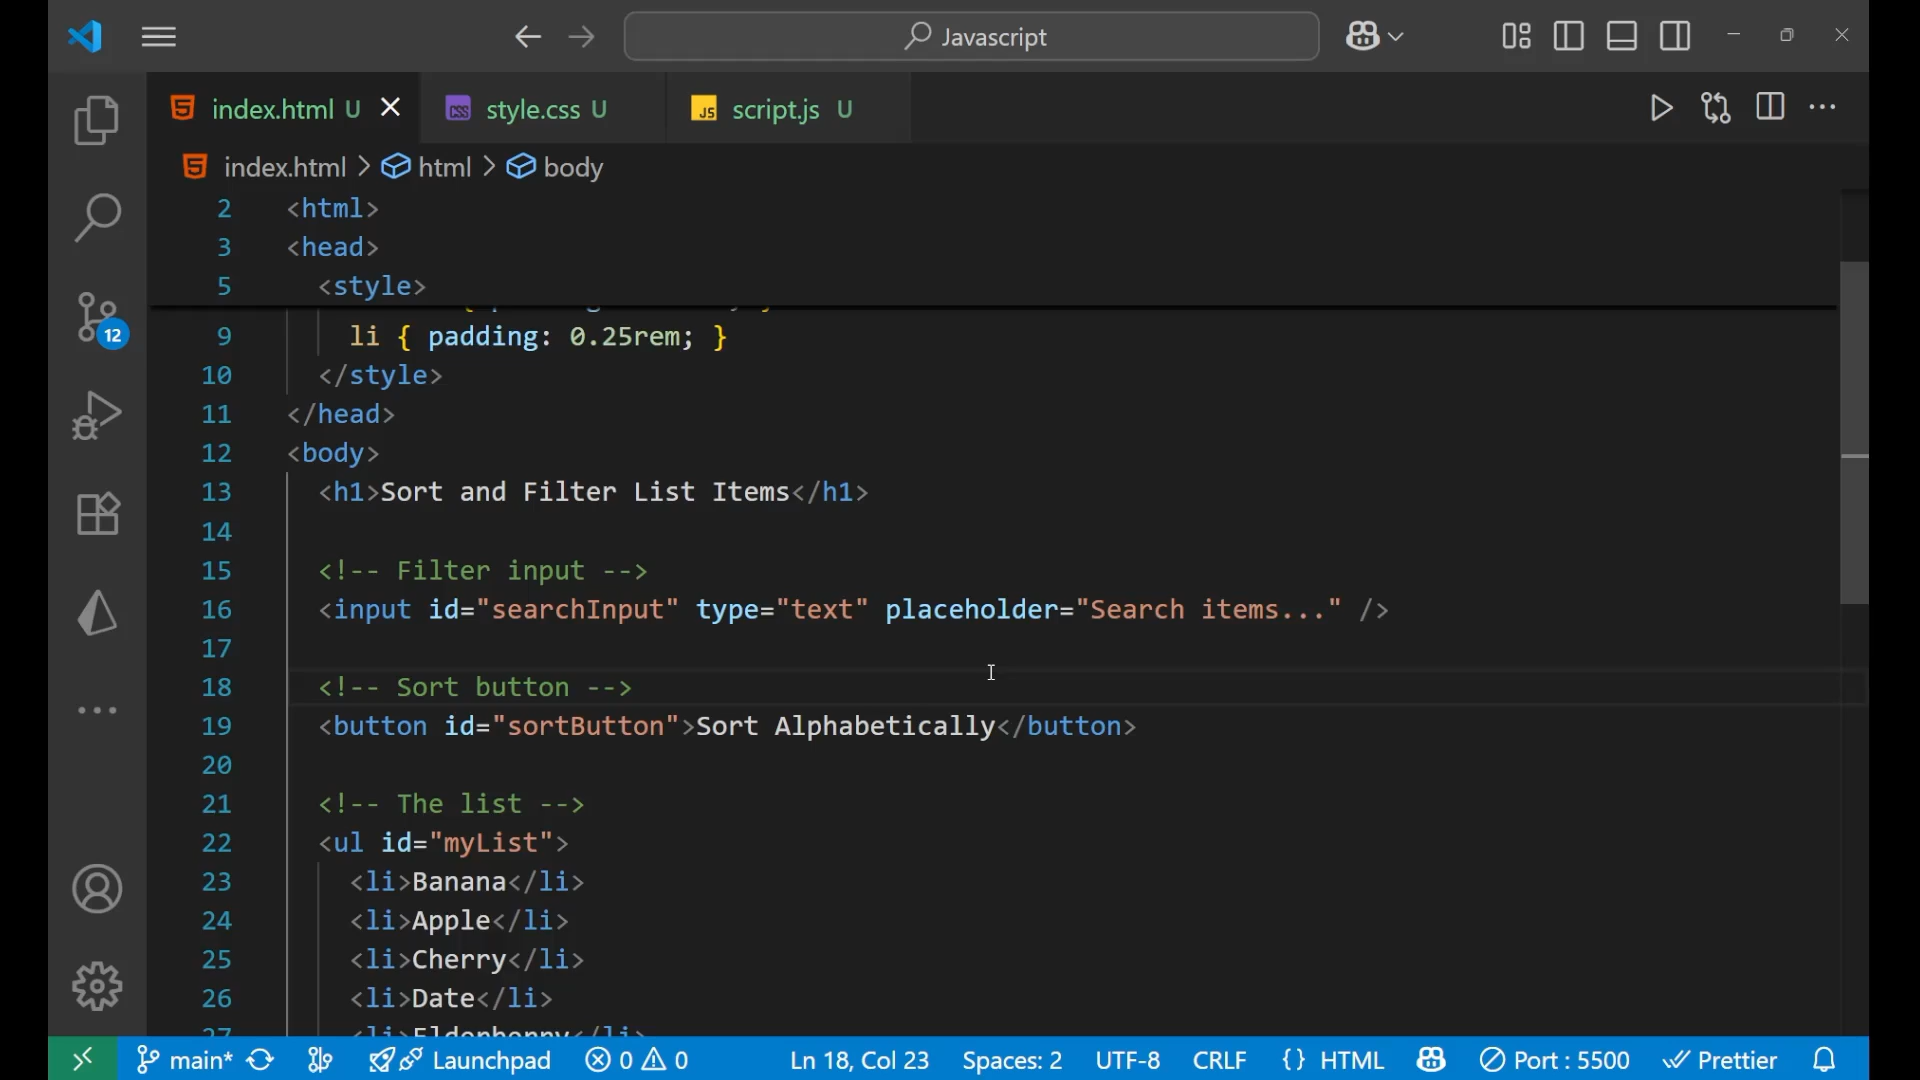 Javascript
index.html U
style.css U
script.js U
index.html > html > body
2 <html>
3 <head>
5 <style>
9 li { padding: 0.25rem; }
10 </style>
11 </head>
12 <body>
13 <h1>Sort and Filter List Items</h1>
14
15 <!-- Filter input -->
16 <input id="searchInput" type="text" placeholder="Search items..." />
17
18 <!-- Sort button -->
19 <button id="sortButton">Sort Alphabetically</button>
20
21 <!-- The list -->
22 <ul id="myList">
23 <li>Banana</li>
24 <li>Apple</li>
25 <li>Cherry</li>
26 <li>Date</li>
27 <li>Elderberry</li>
12
main* Launchpad 0 0 Ln 18, Col 23 Spaces: 2 UTF-8 CRLF {} HTML Port : 5500 Prettier